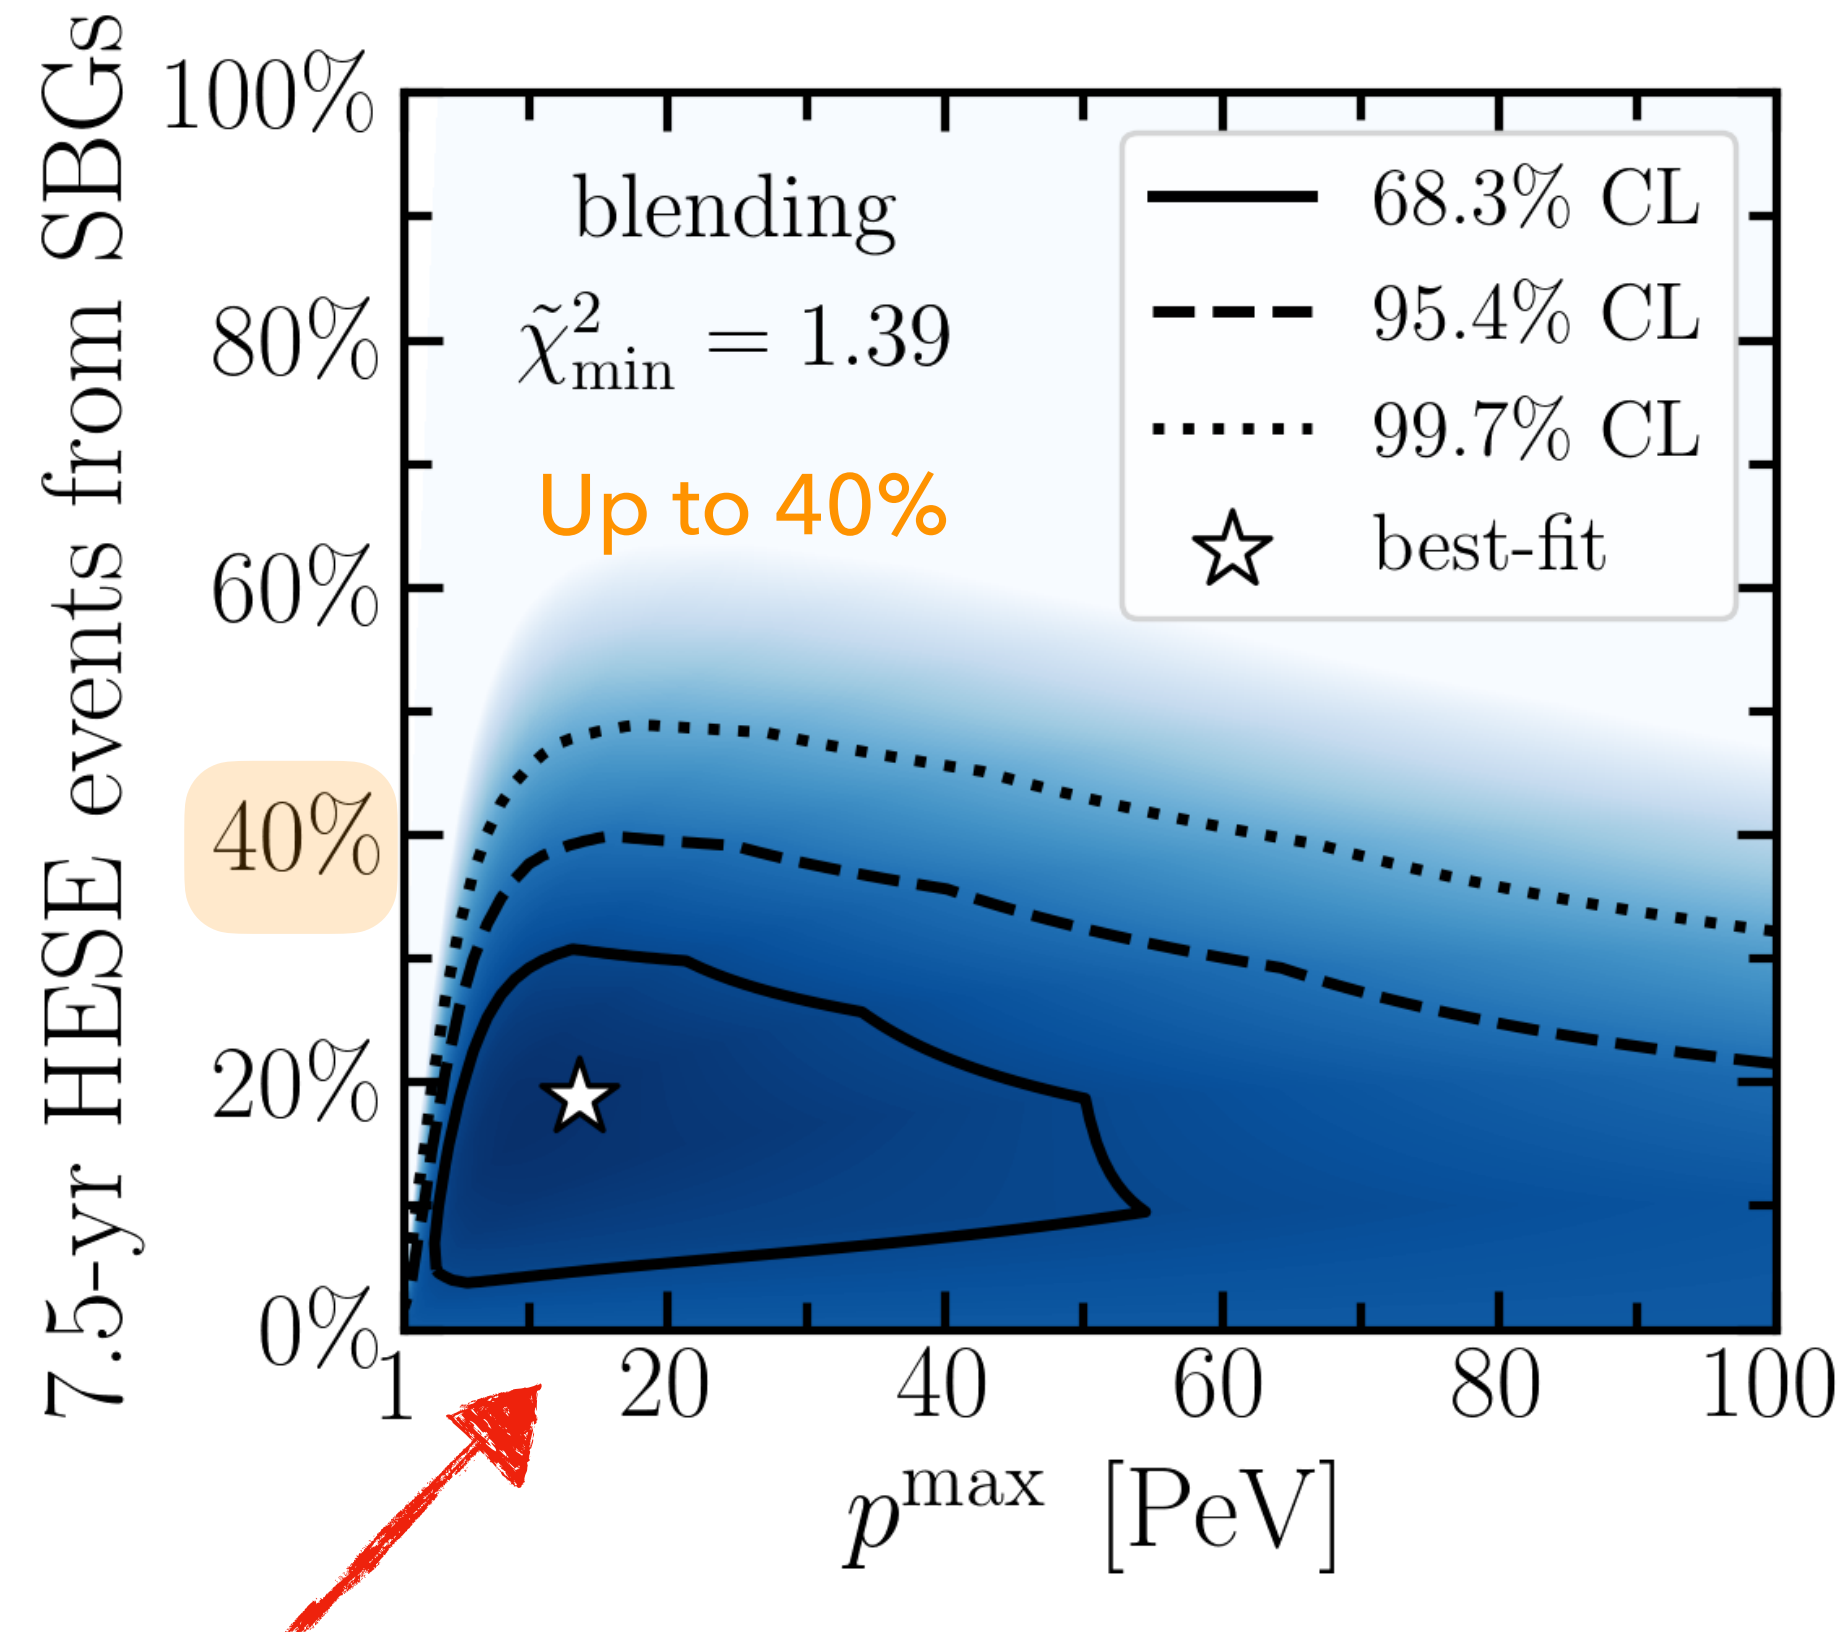 7.5-yr HESE events from SBGs
100%
80%
60%
40%
20%
0%
blending
χ̃²min = 1.39
Up to 40%
68.3% CL
95.4% CL
99.7% CL
best-fit
1 20 40 60 80 100
p^max [PeV]